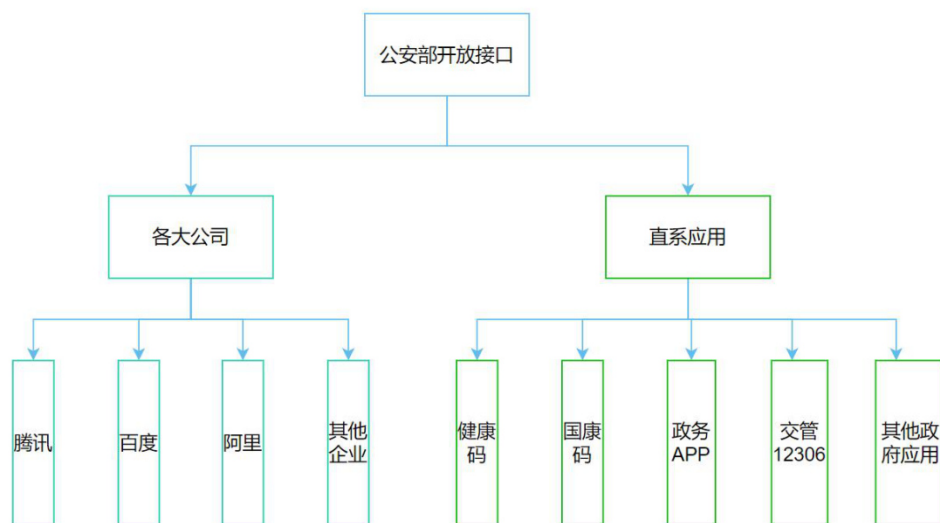 公安部开放接口
各大公司
直系应用
腾讯
百度
阿里
其他
企业
健康
码
国康
码
政务
APP
交管
12306
其他政
府应用